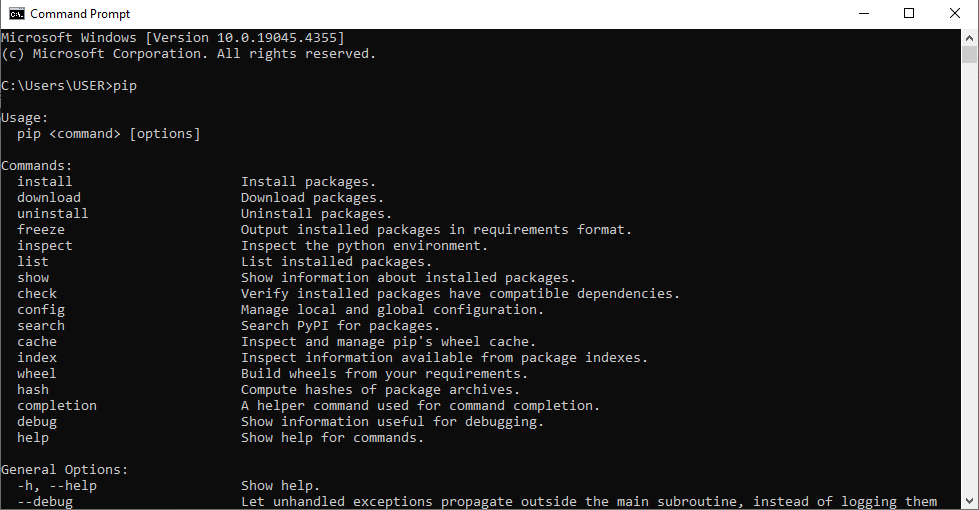 Command Prompt
Microsoft Windows [Version 10.0.19045.4355]
(c) Microsoft Corporation. All rights reserved.
C:\Users\USER>pip
Usage:
  pip <command> [options]
Commands:
  install                     Install packages.
  download                    Download packages.
  uninstall                   Uninstall packages.
  freeze                      Output installed packages in requirements format.
  inspect                     Inspect the python environment.
  list                        List installed packages.
  show                        Show information about installed packages.
  check                       Verify installed packages have compatible dependencies.
  config                      Manage local and global configuration.
  search                      Search PyPI for packages.
  cache                       Inspect and manage pip's wheel cache.
  index                       Inspect information available from package indexes.
  wheel                       Build wheels from your requirements.
  hash                        Compute hashes of package archives.
  completion                  A helper command used for command completion.
  debug                       Show information useful for debugging.
  help                        Show help for commands.
General Options:
  -h, --help                  Show help.
  --debug                     Let unhandled exceptions propagate outside the main subroutine, instead of logging them